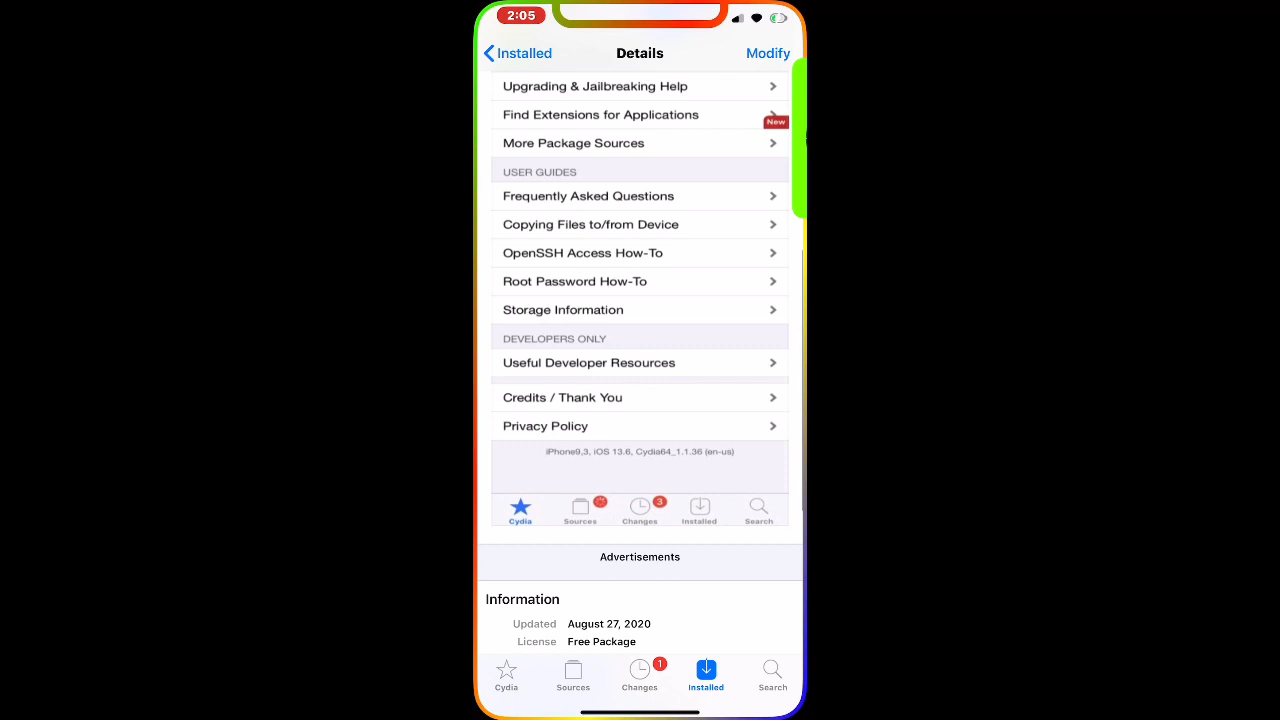 2:05
Installed
Details
Modify
Upgrading & Jailbreaking Help
Find Extensions for Applications
New
More Package Sources
USER GUIDES
Frequently Asked Questions
Copying Files to/from Device
OpenSSH Access How-To
Root Password How-To
Storage Information
DEVELOPERS ONLY
Useful Developer Resources
Credits / Thank You
Privacy Policy
iPhone9,3, iOS 13.6, Cydia64_1.1.36 (en-us)
3
Cydia Sources Changes Installed Search
Advertisements
Information
Updated August 27, 2020
License Free Package
1
Cydia Sources Changes Installed Search